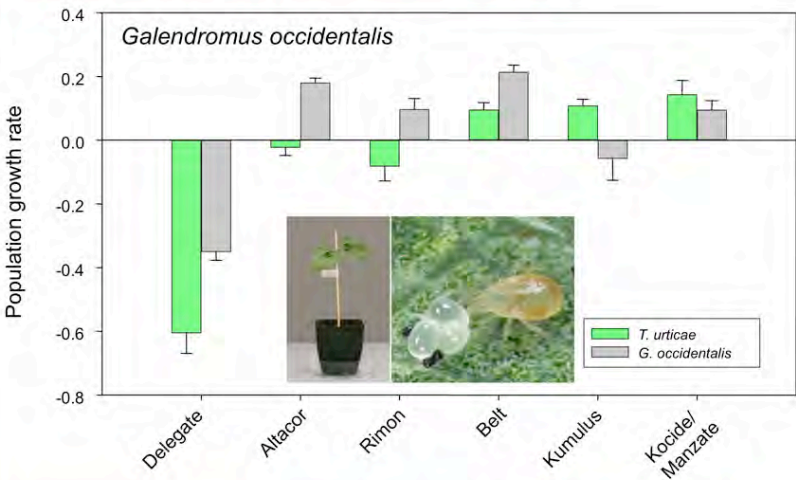 Galendromus occidentalis
Population growth rate
0.4
0.2
0.0
-0.2
-0.4
-0.6
-0.8
T. urticae
G. occidentalis
Delegate
Altacor
Rimon
Belt
Kumulus
Kocide/
Manzate